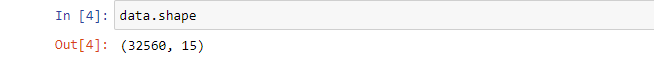 In [4]: data.shape
Out[4]: (32560, 15)